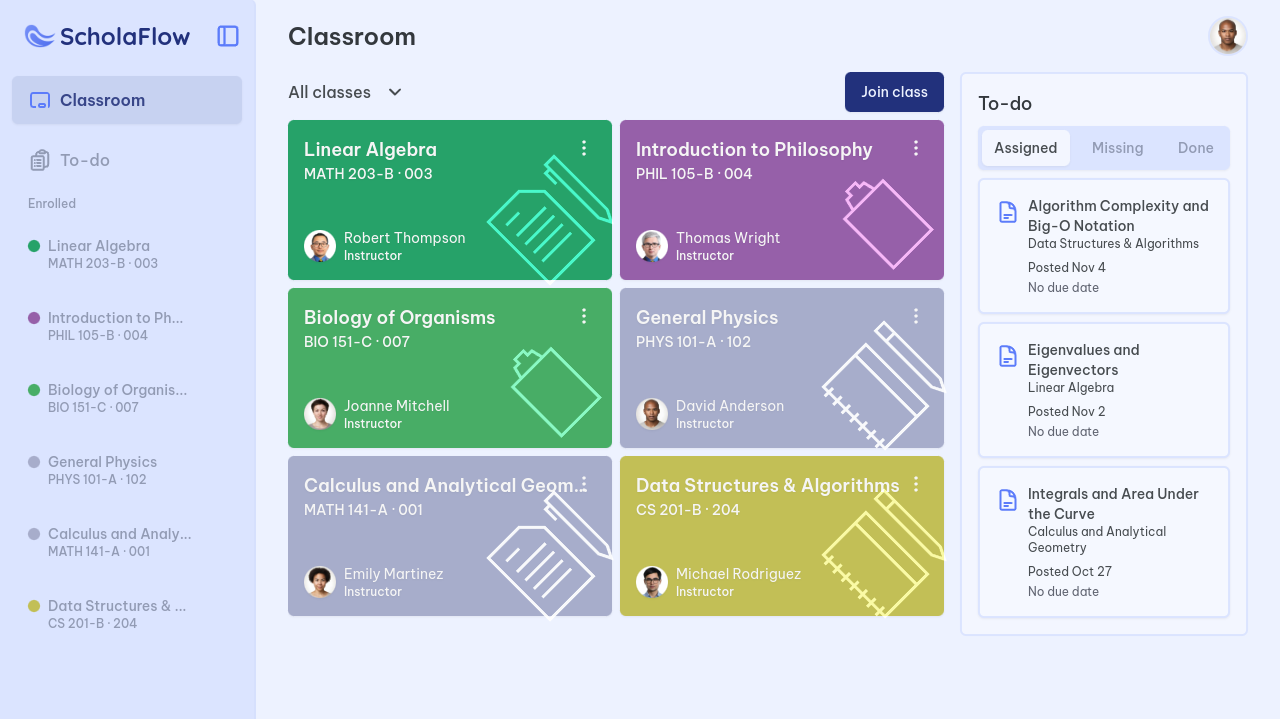 ScholaFlow
Classroom
To-do
Enrolled
Linear Algebra
MATH 203-B · 003
Introduction to Ph...
PHIL 105-B · 004
Biology of Organis...
BIO 151-C · 007
General Physics
PHYS 101-A · 102
Calculus and Analy...
MATH 141-A · 001
Data Structures & ...
CS 201-B · 204
Classroom
All classes
Join class
Linear Algebra
MATH 203-B · 003
Robert Thompson
Instructor
Introduction to Philosophy
PHIL 105-B · 004
Thomas Wright
Instructor
Biology of Organisms
BIO 151-C · 007
Joanne Mitchell
Instructor
General Physics
PHYS 101-A · 102
David Anderson
Instructor
Calculus and Analytical Geom...
MATH 141-A · 001
Emily Martinez
Instructor
Data Structures & Algorithms
CS 201-B · 204
Michael Rodriguez
Instructor
To-do
Assigned
Missing
Done
Algorithm Complexity and
Big-O Notation
Data Structures & Algorithms
Posted Nov 4
No due date
Eigenvalues and
Eigenvectors
Linear Algebra
Posted Nov 2
No due date
Integrals and Area Under
the Curve
Calculus and Analytical
Geometry
Posted Oct 27
No due date